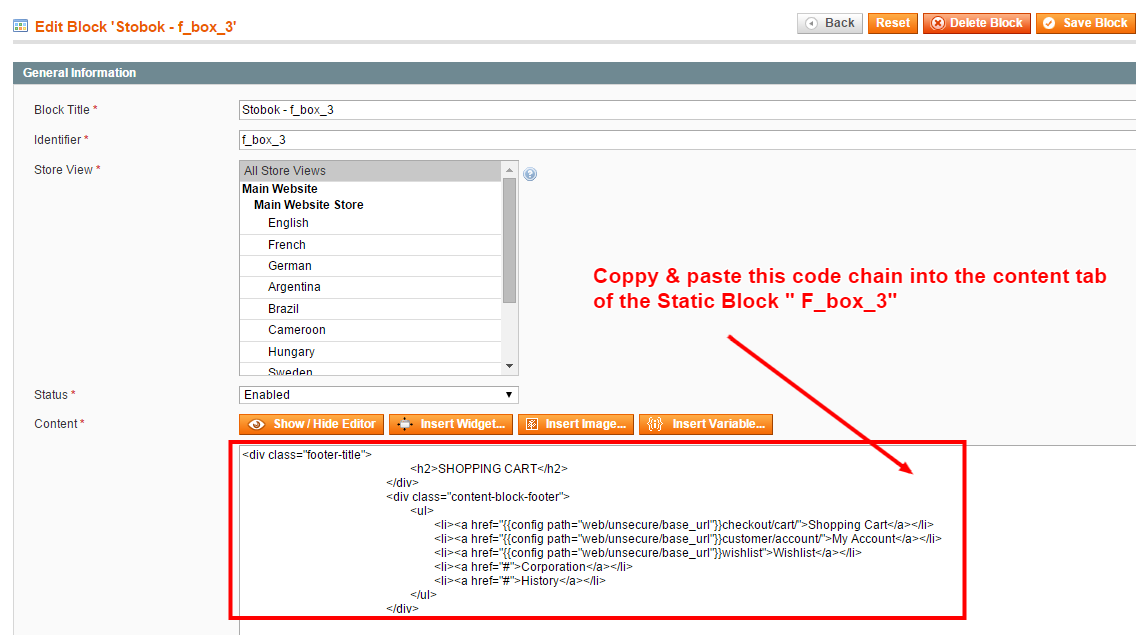 Edit Block 'Stobok - f_box_3'
Back Reset Delete Block Save Block
General Information
Block Title *
Stobok - f_box_3
Identifier *
f_box_3
Store View *
All Store Views
Main Website
Main Website Store
English
French
German
Argentina
Brazil
Cameroon
Hungary
Sweden
Coppy & paste this code chain into the content tab
of the Static Block " F_box_3"
Status *
Enabled
Content *
Show / Hide Editor Insert Widget... Insert Image... Insert Variable...
<div class="footer-title">
<h2>SHOPPING CART</h2>
</div>
<div class="content-block-footer">
<ul>
<li><a href="{{config path="web/unsecure/base_url"}}checkout/cart/">Shopping Cart</a></li>
<li><a href="{{config path="web/unsecure/base_url"}}customer/account/">My Account</a></li>
<li><a href="{{config path="web/unsecure/base_url"}}wishlist">Wishlist</a></li>
<li><a href="#">Corporation</a></li>
<li><a href="#">History</a></li>
</ul>
</div>